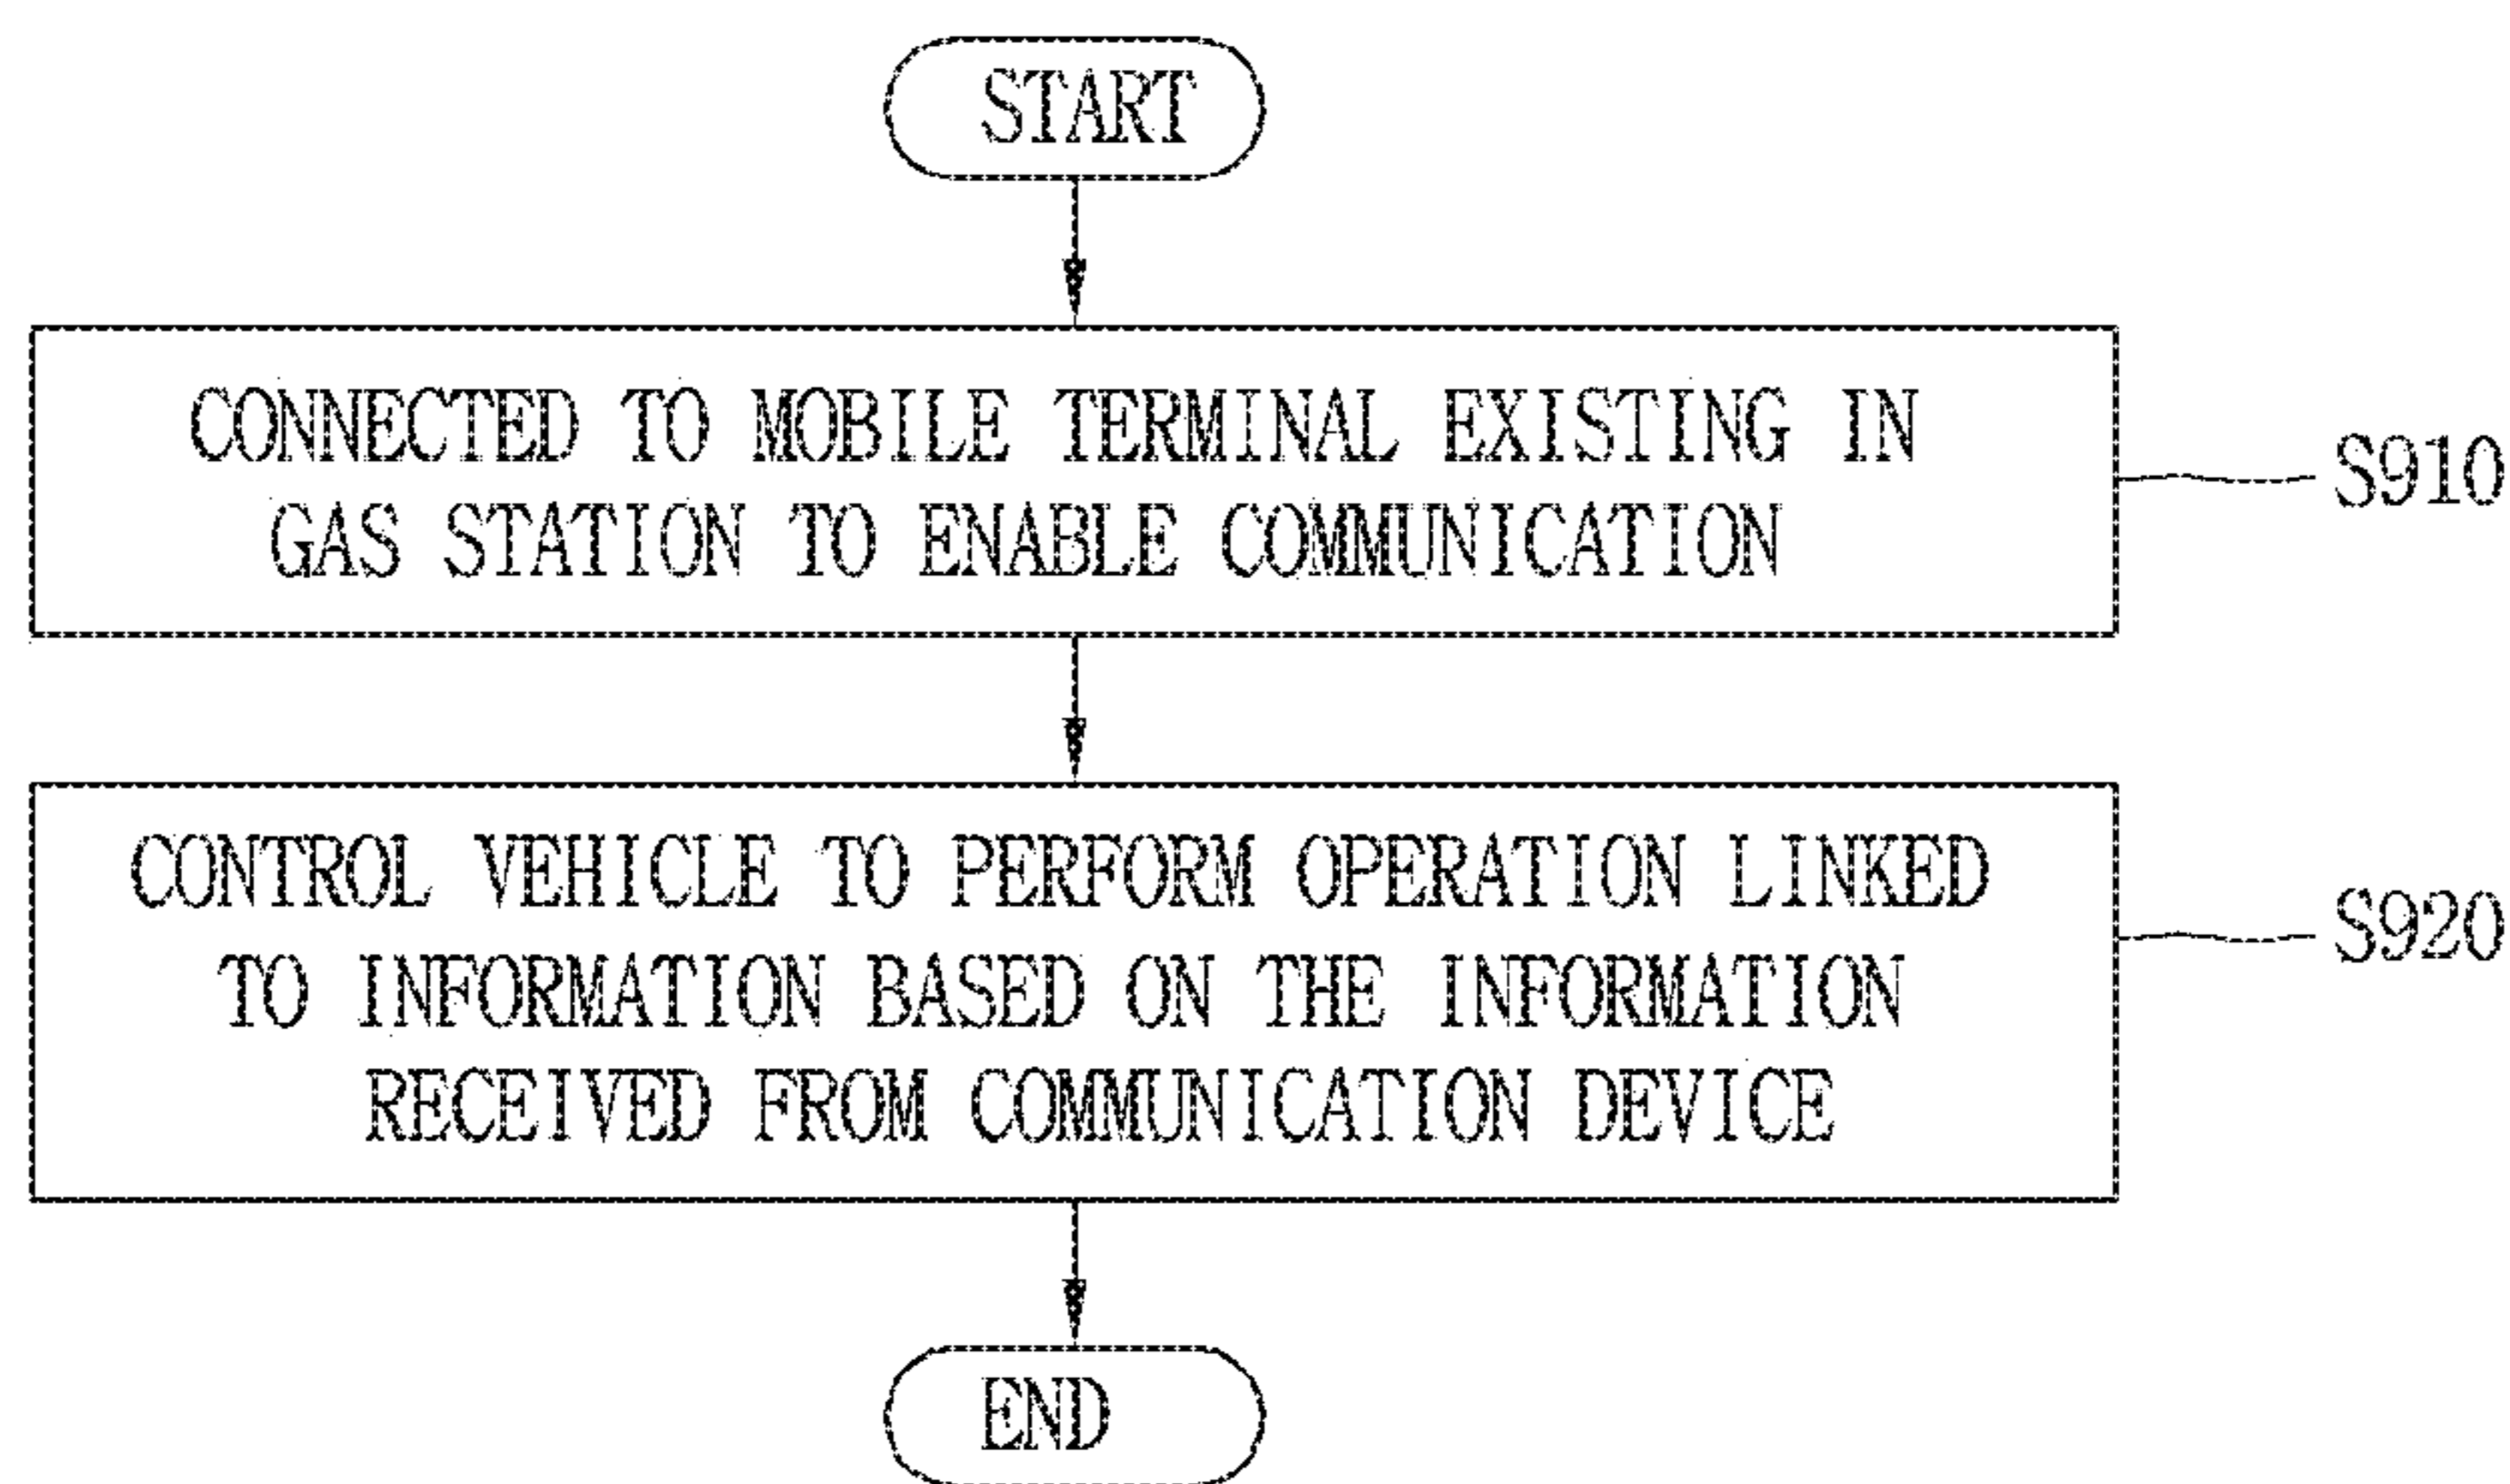 START
CONNECTED TO MOBILE TERMINAL EXISTING IN
GAS STATION TO ENABLE COMMUNICATION
S910
CONTROL VEHICLE TO PERFORM OPERATION LINKED
TO INFORMATION BASED ON THE INFORMATION
RECEIVED FROM COMMUNICATION DEVICE
S920
END